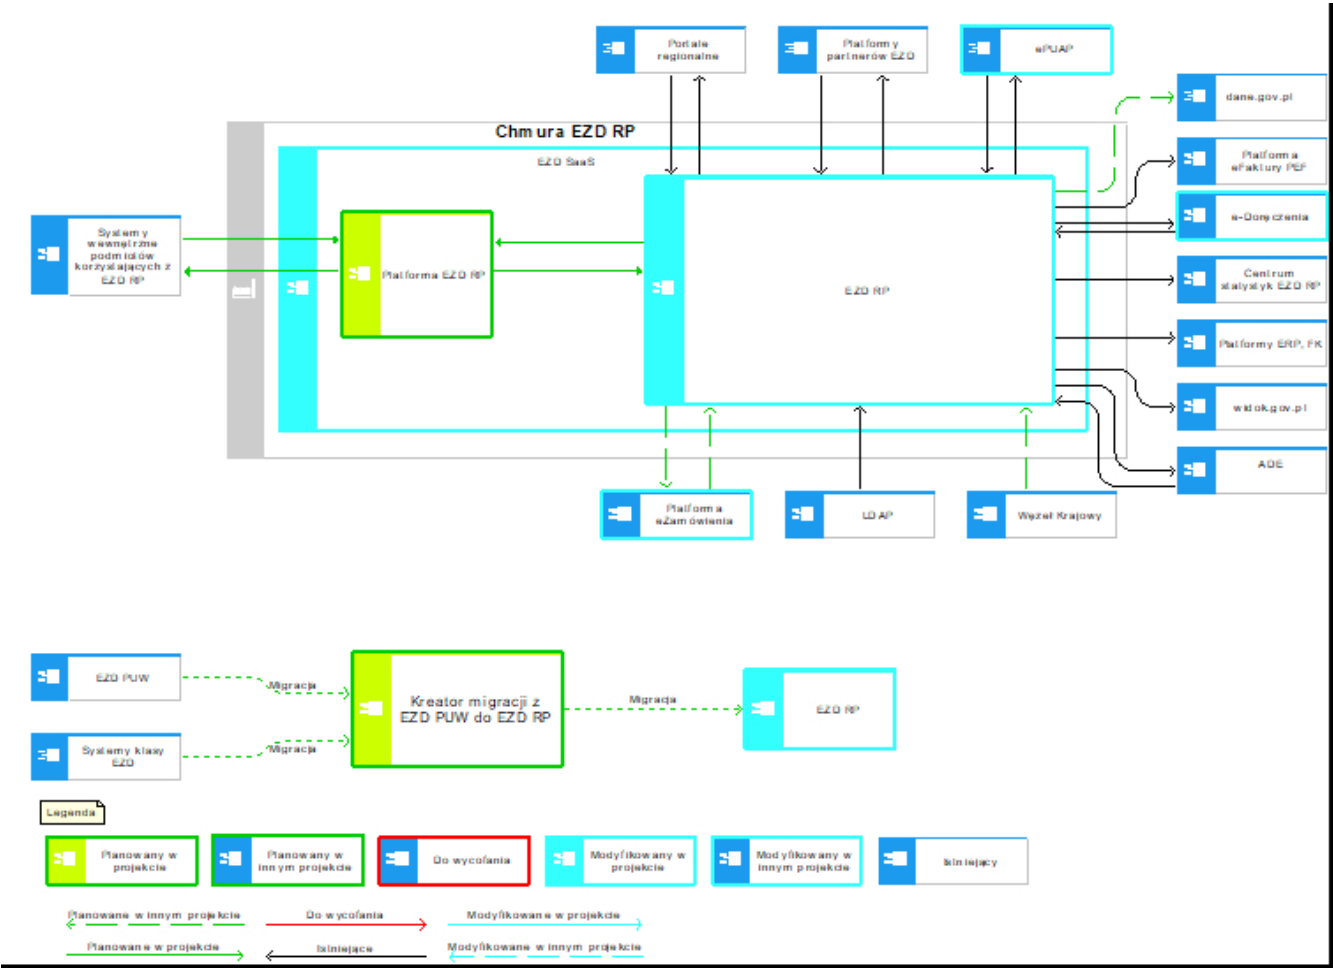 Portale
regionalne
Platformy
partnerów EZD
ePUAP
dane.gov.pl
Chmura EZD RP
EZD SaaS
Platforma
eFaktury PEF
e-Doręczenia
Systemy
wewnętrzne
podmiotów
korzystających z
EZD RP
Platforma EZD RP
EZD RP
Centrum
statystyk EZD RP
Platformy ERP, FK
widok.gov.pl
ADE
Platforma
eZamówienia
LDAP
Węzeł Krajowy
EZD PUW
Migracja
Kreator migracji z
EZD PUW do EZD RP
Migracja
EZD RP
Systemy klasy
EZD
Migracja
Legenda
Planowany w
projekcie
Planowany w
innym projekcie
Do wycofania
Modyfikowany w
projekcie
Modyfikowany w
innym projekcie
Istniejący
Planowane w innym projekcie
Do wycofania
Modyfikowane w projekcie
Planowane w projekcie
Istniejące
Modyfikowane w innym projekcie